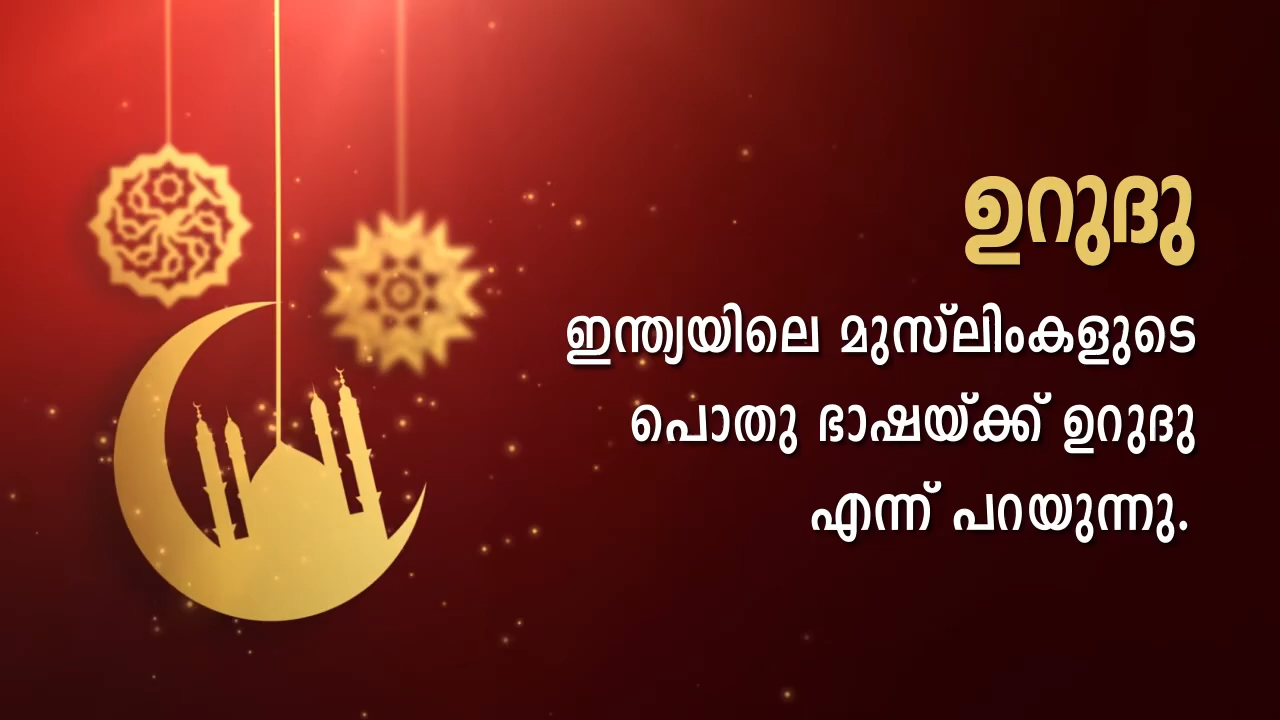 ഉറുദു
ഇന്ത്യയിലെ മുസ്‌ലിംകളുടെ
പൊതു ഭാഷയ്ക്ക് ഉറുദു
എന്ന് പറയുന്നു.